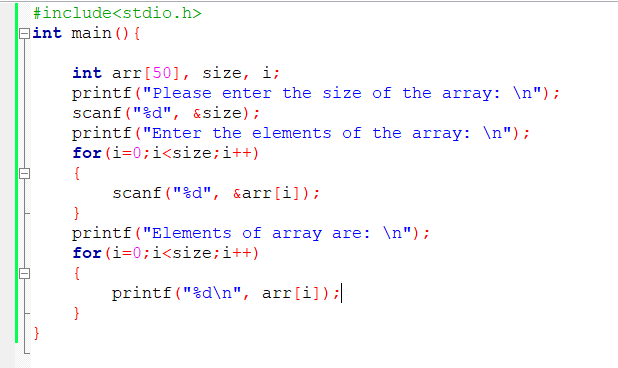 #include<stdio.h>
int main(){
int arr[50], size, i;
printf("Please enter the size of the array: \n");
scanf("%d", &size);
printf("Enter the elements of the array: \n");
for(i=0;i<size;i++)
{
scanf("%d", &arr[i]);
}
printf("Elements of array are: \n");
for(i=0;i<size;i++)
{
printf("%d\n", arr[i]);
}
}